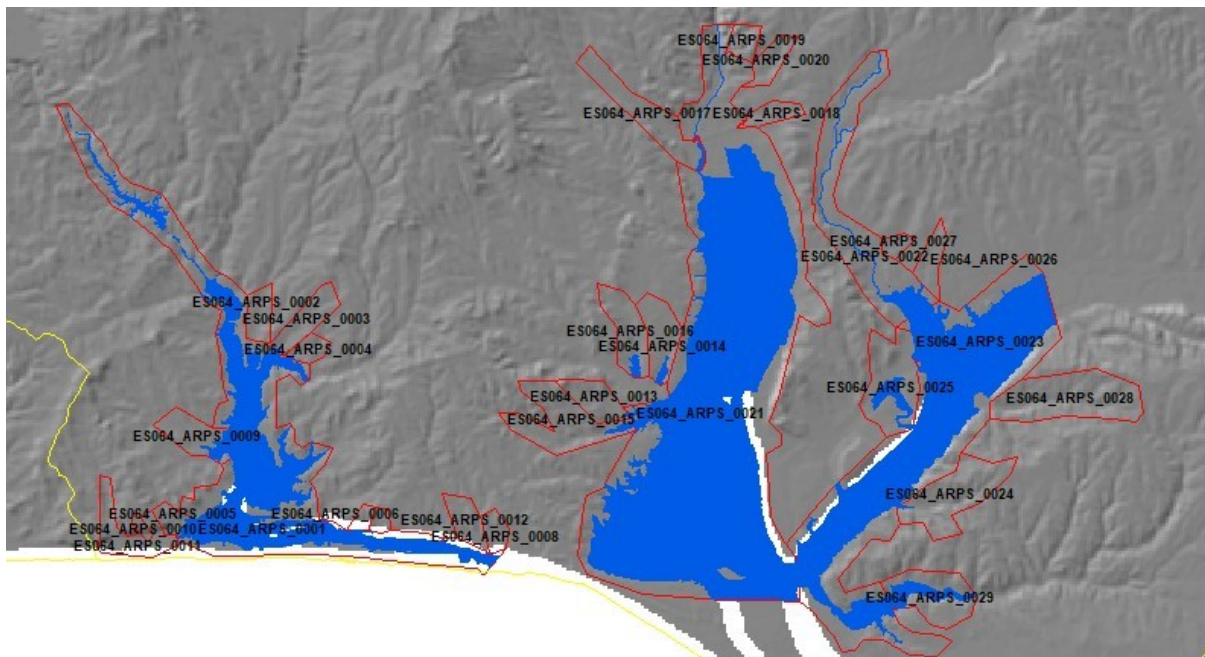 ES064_ARPS_0019
ES064_ARPS_0020
ES064_ARPS_0017
ES064_ARPS_0018
ES064_ARPS_0027
ES064_ARPS_0022
ES064_ARPS_0026
ES064_ARPS_0002
ES064_ARPS_0003
ES064_ARPS_0004
ES064_ARPS_0016
ES064_ARPS_0014
ES064_ARPS_0023
ES064_ARPS_0013
ES064_ARPS_0015
ES064_ARPS_0021
ES064_ARPS_0025
ES064_ARPS_0028
ES064_ARPS_0009
ES064_ARPS_0024
ES064_ARPS_0005
ES064_ARPS_0006
ES064_ARPS_0012
ES064_ARPS_0010
ES064_ARPS_0001
ES064_ARPS_0008
ES064_ARPS_0011
ES064_ARPS_0029